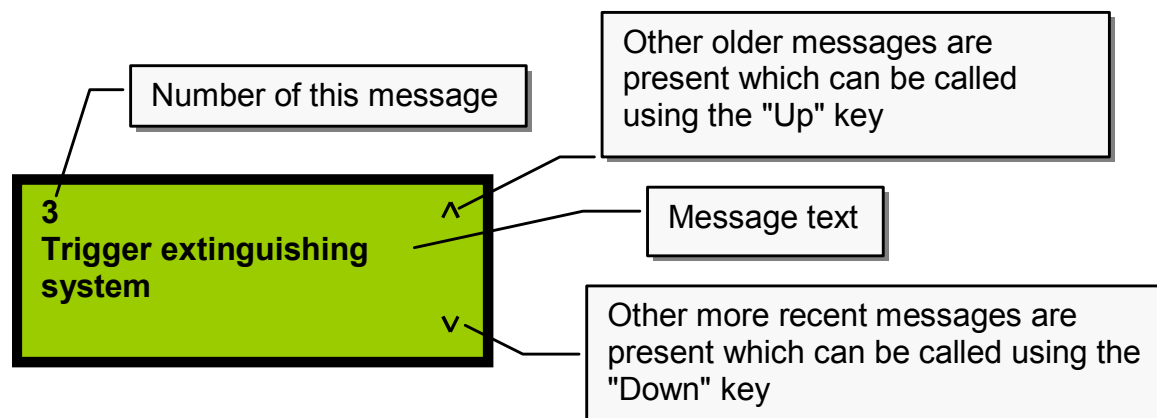 Other older messages are
present which can be called
using the "Up" key
Number of this message
3 ʌ
Trigger extinguishing
system
v
Message text
Other more recent messages are
present which can be called using the
"Down" key